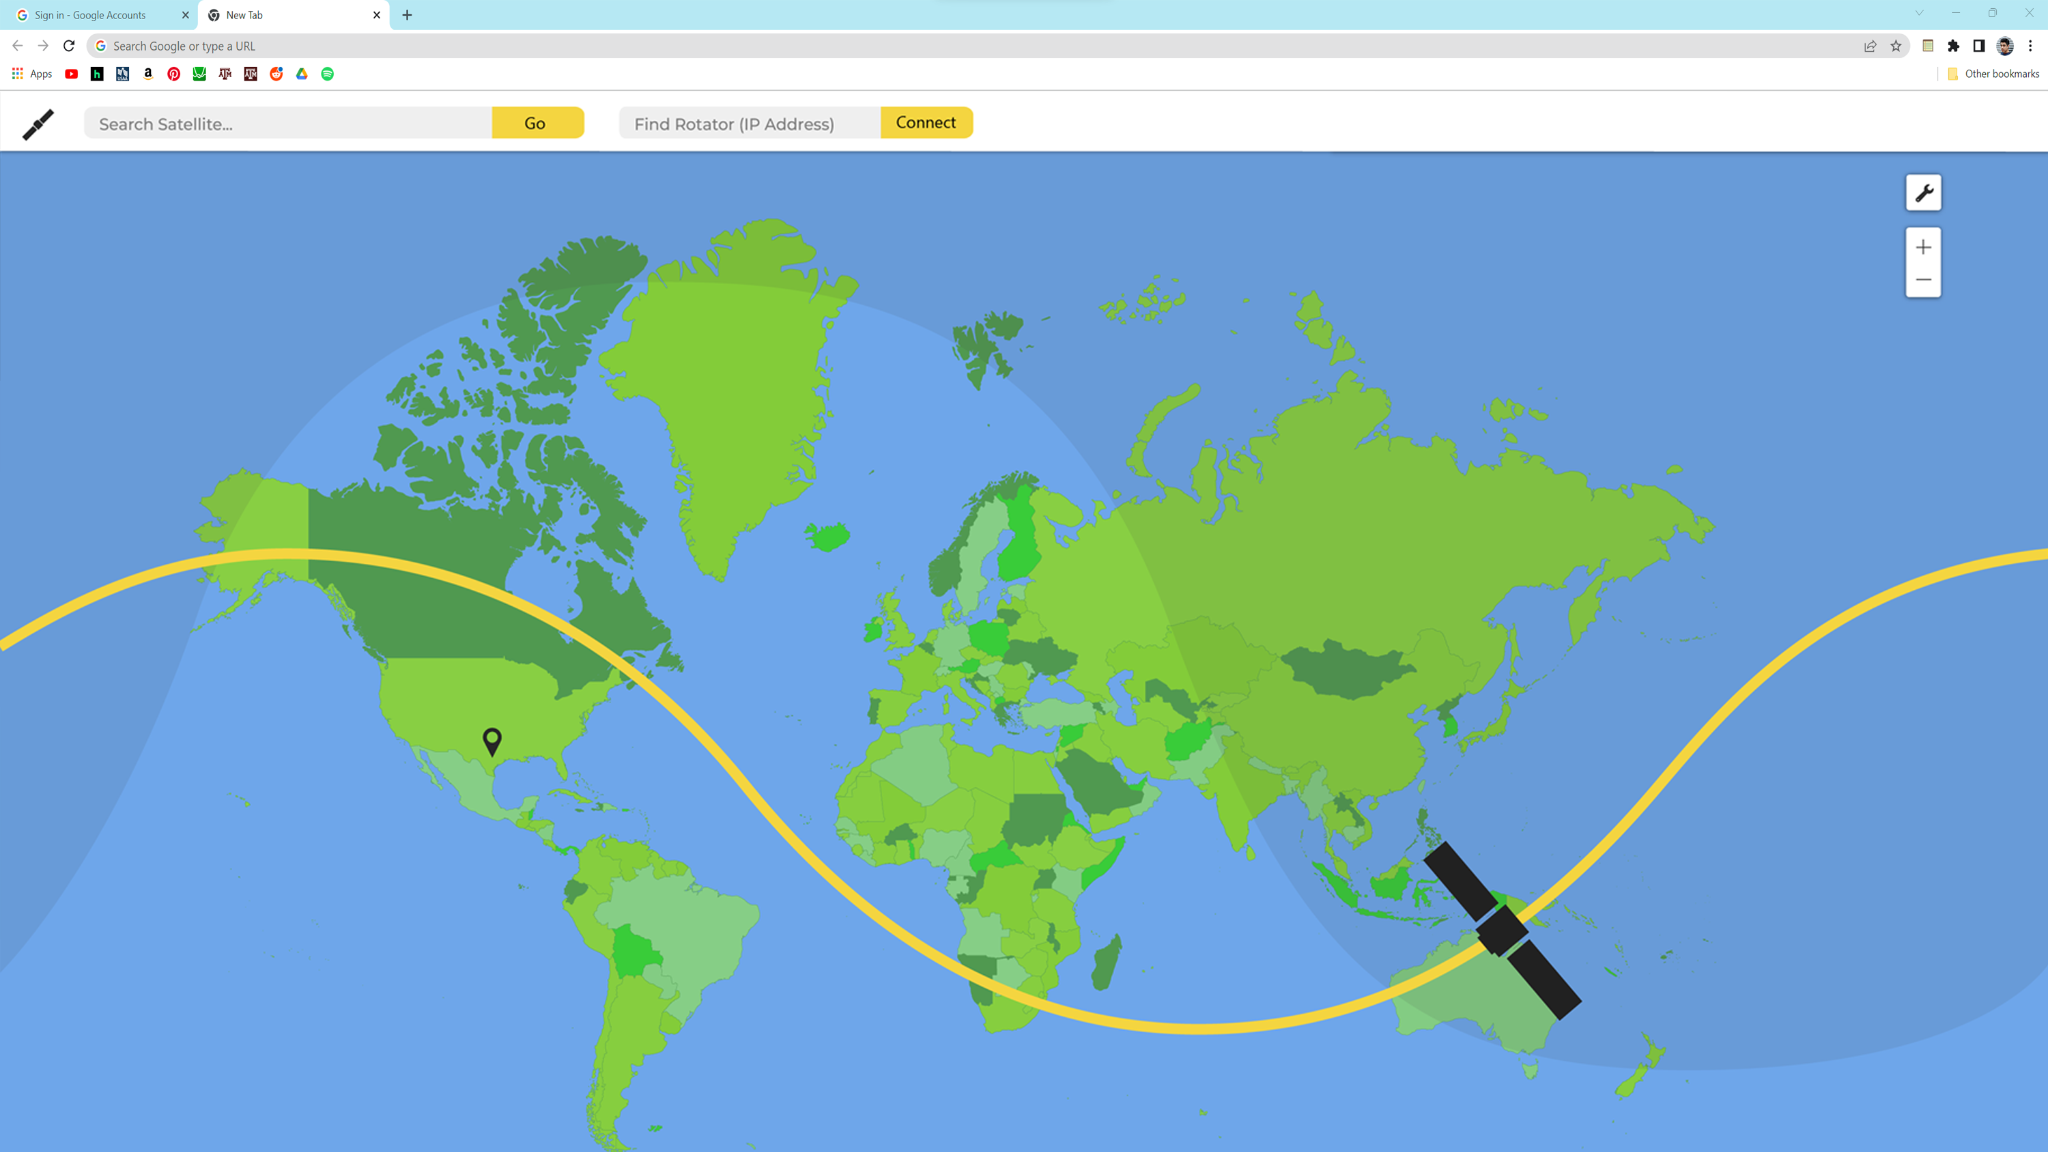 Sign in - Google Accounts
New Tab
Search Google or type a URL
Apps
Other bookmarks
Search Satellite...
Go
Find Rotator (IP Address)
Connect